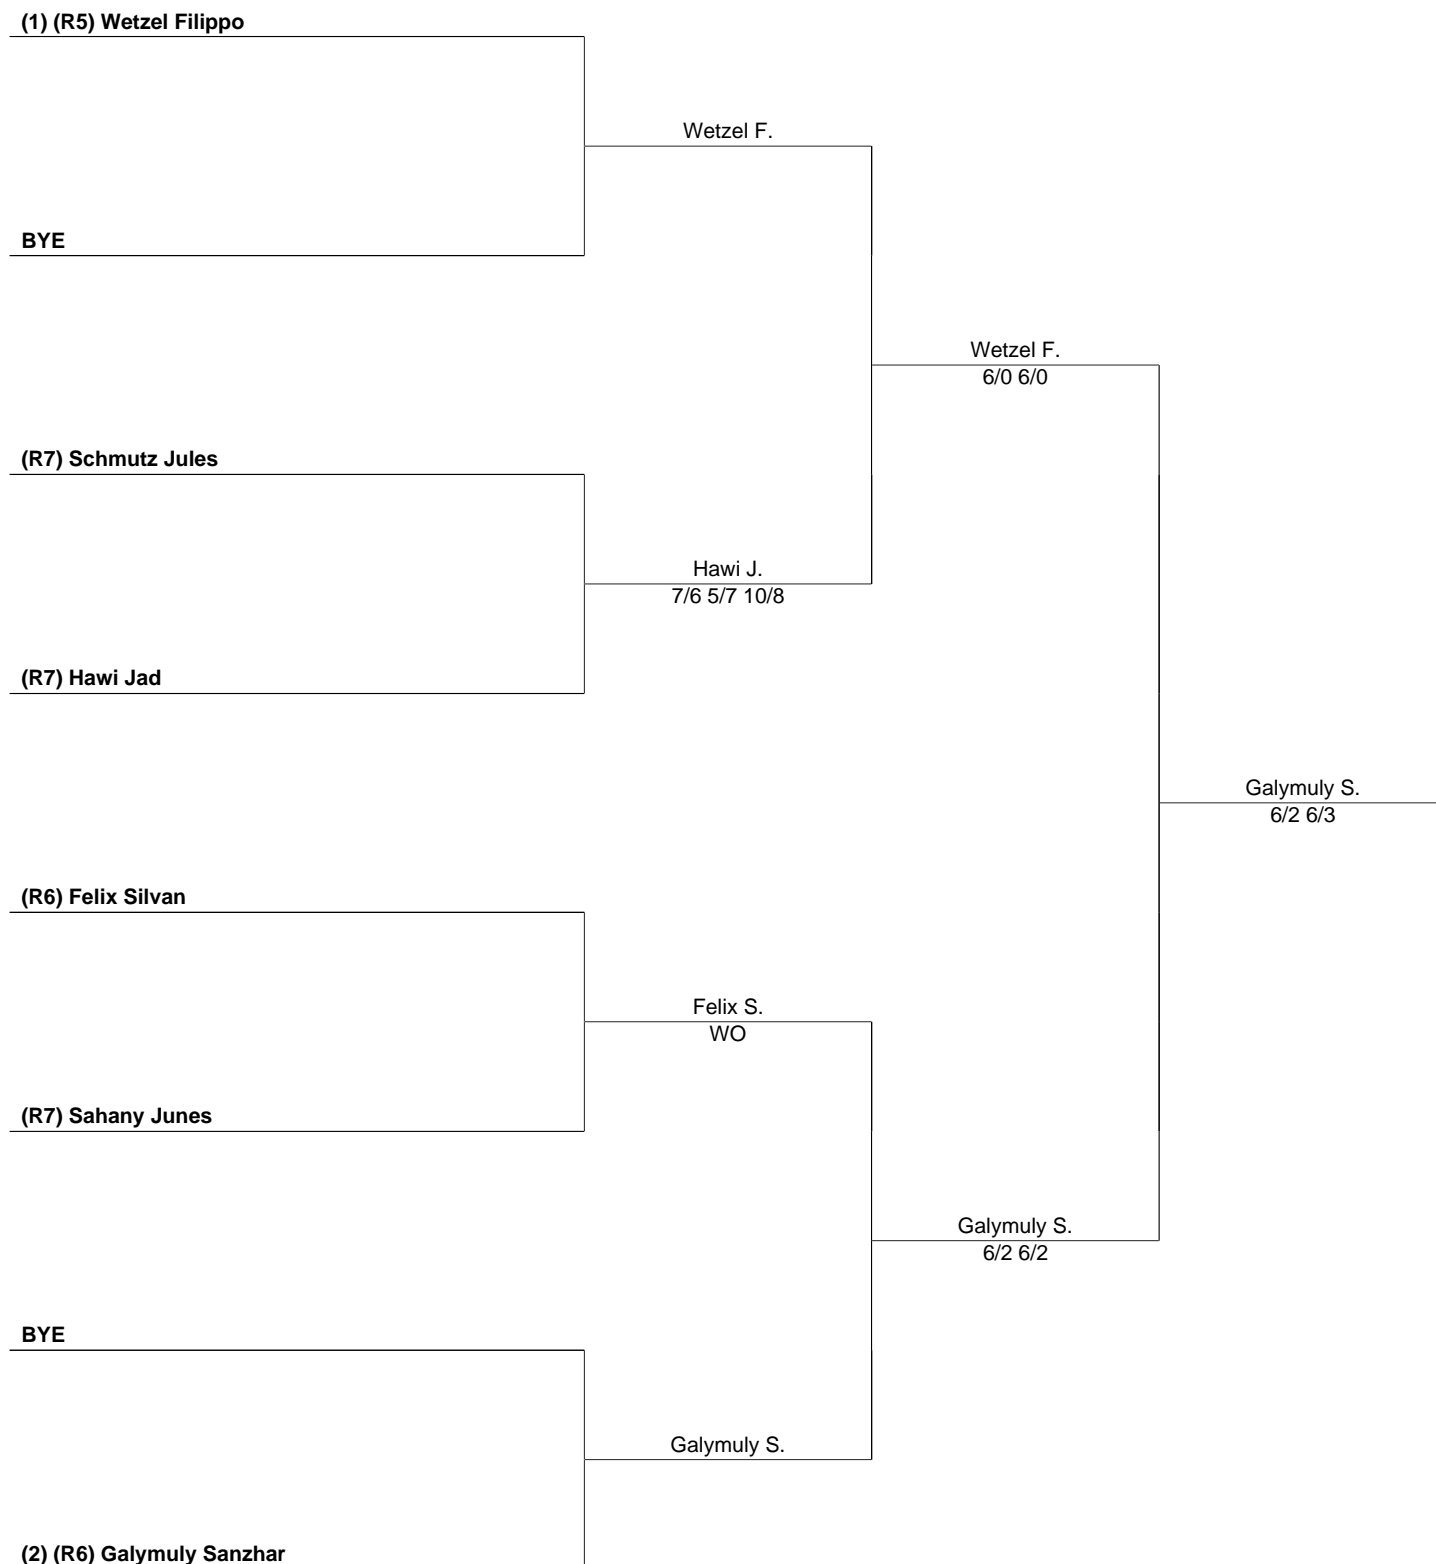 (1) (R5) Wetzel Filippo
Wetzel F.
BYE
Wetzel F.
6/0 6/0
(R7) Schmutz Jules
Hawi J.
7/6 5/7 10/8
(R7) Hawi Jad
Galymuly S.
6/2 6/3
(R6) Felix Silvan
Felix S.
WO
(R7) Sahany Junes
Galymuly S.
6/2 6/2
BYE
Galymuly S.
(2) (R6) Galymuly Sanzhar